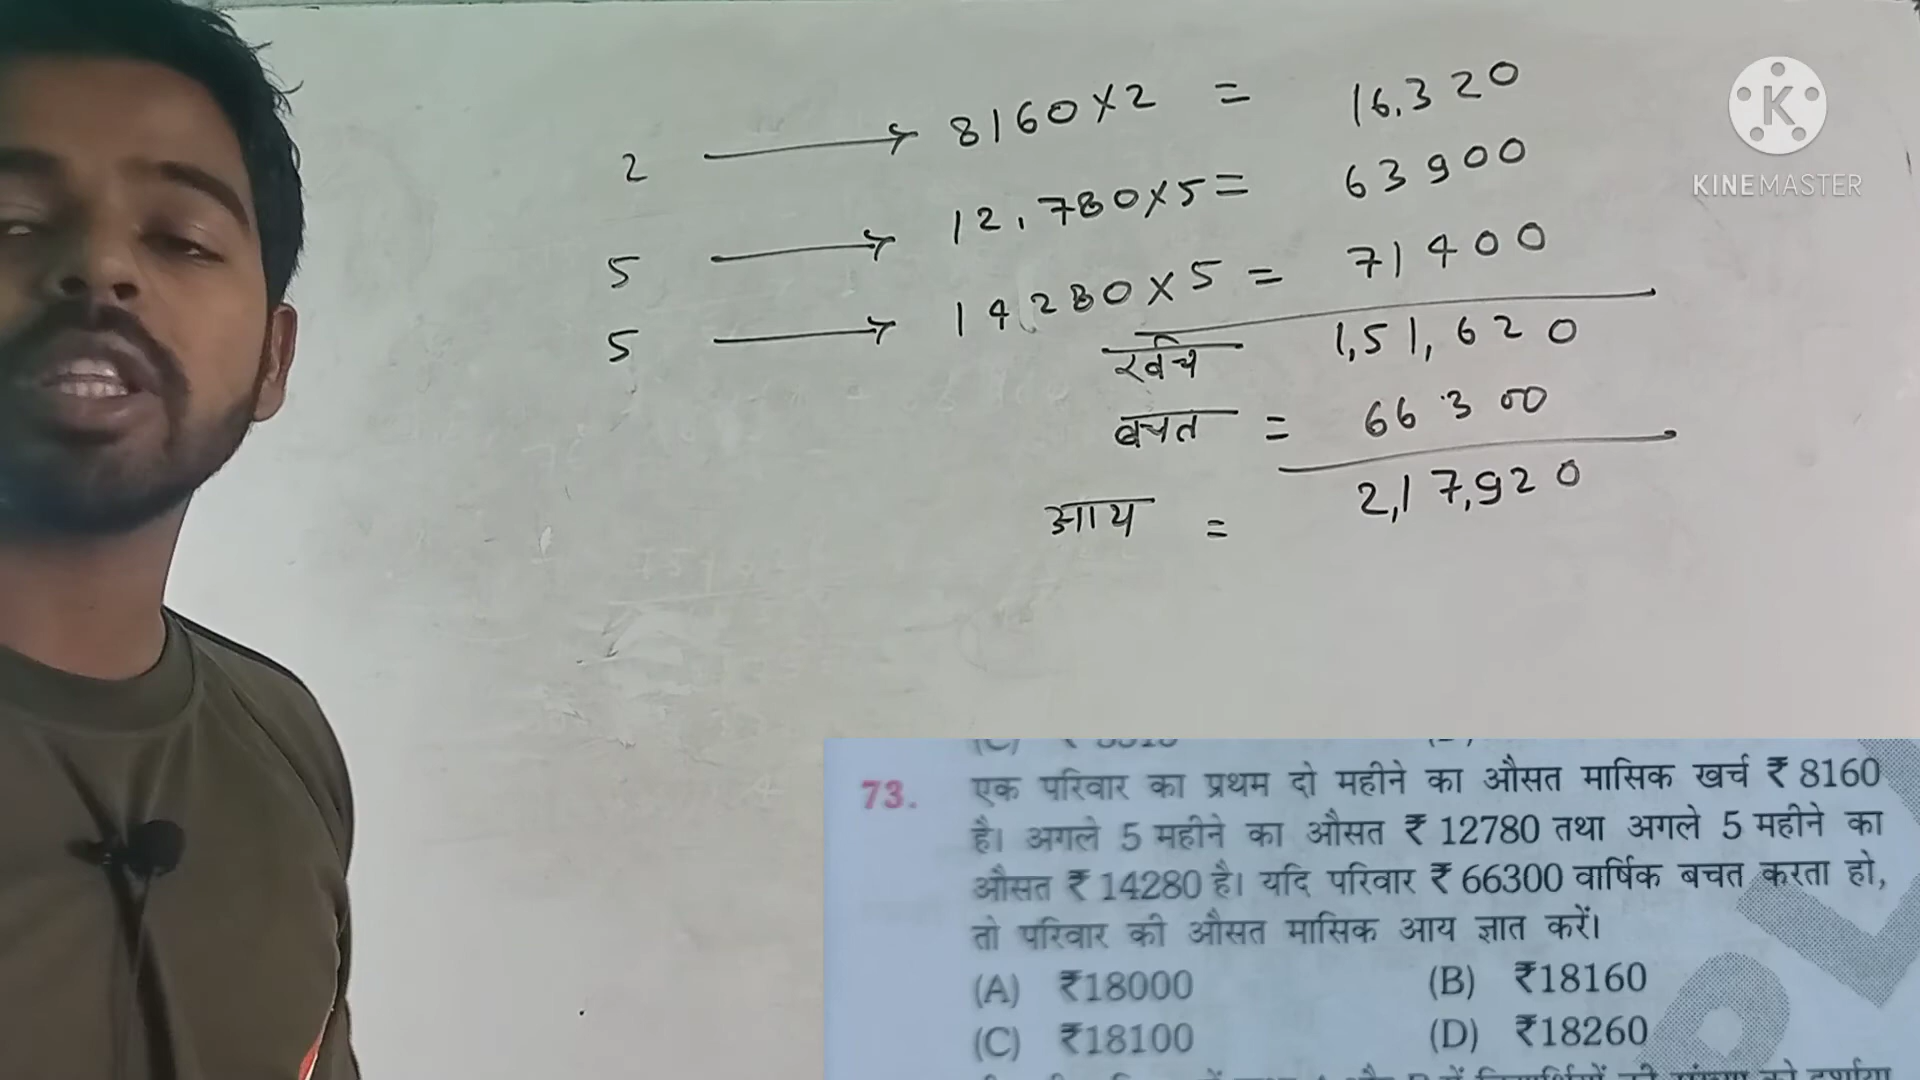 2 → 8160×2 = 16,320
5 → 12,780×5= 63900
5 → 14280×5 = 71400
खर्च 1,51,620
बचत = 66300
आय = 2,17,920
KINEMASTER
73. एक परिवार का प्रथम दो महीने का औसत मासिक खर्च ₹ 8160
है। अगले 5 महीने का औसत ₹ 12780 तथा अगले 5 महीने का
औसत ₹ 14280 है। यदि परिवार ₹ 66300 वार्षिक बचत करता हो,
तो परिवार की औसत मासिक आय ज्ञात करें।
(A) ₹18000 (B) ₹18160
(C) ₹18100 (D) ₹18260